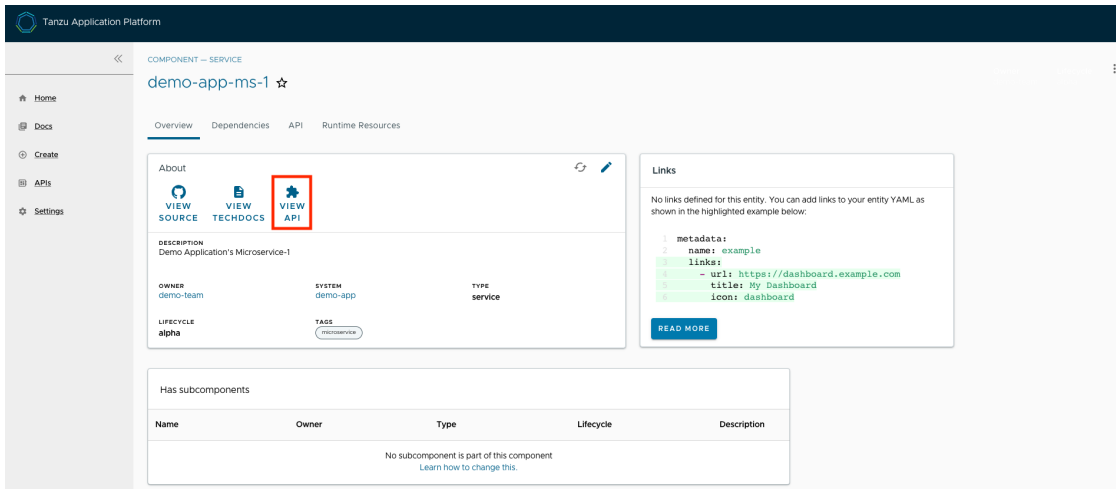 Tanzu Application Platform
Home
Docs
Create
APIs
Settings
COMPONENT — SERVICE
demo-app-ms-1
Overview Dependencies API Runtime Resources
About
VIEW SOURCE
VIEW TECHDOCS
VIEW API
DESCRIPTION
Demo Application's Microservice-1
OWNER
demo-team
SYSTEM
demo-app
TYPE
service
LIFECYCLE
alpha
TAGS
microservice
Links
No links defined for this entity. You can add links to your entity YAML as
shown in the highlighted example below:
1 metadata:
2 name: example
3 links:
4 - url: https://dashboard.example.com
5 title: My Dashboard
6 icon: dashboard
READ MORE
Has subcomponents
Name Owner Type Lifecycle Description
No subcomponent is part of this component
Learn how to change this.